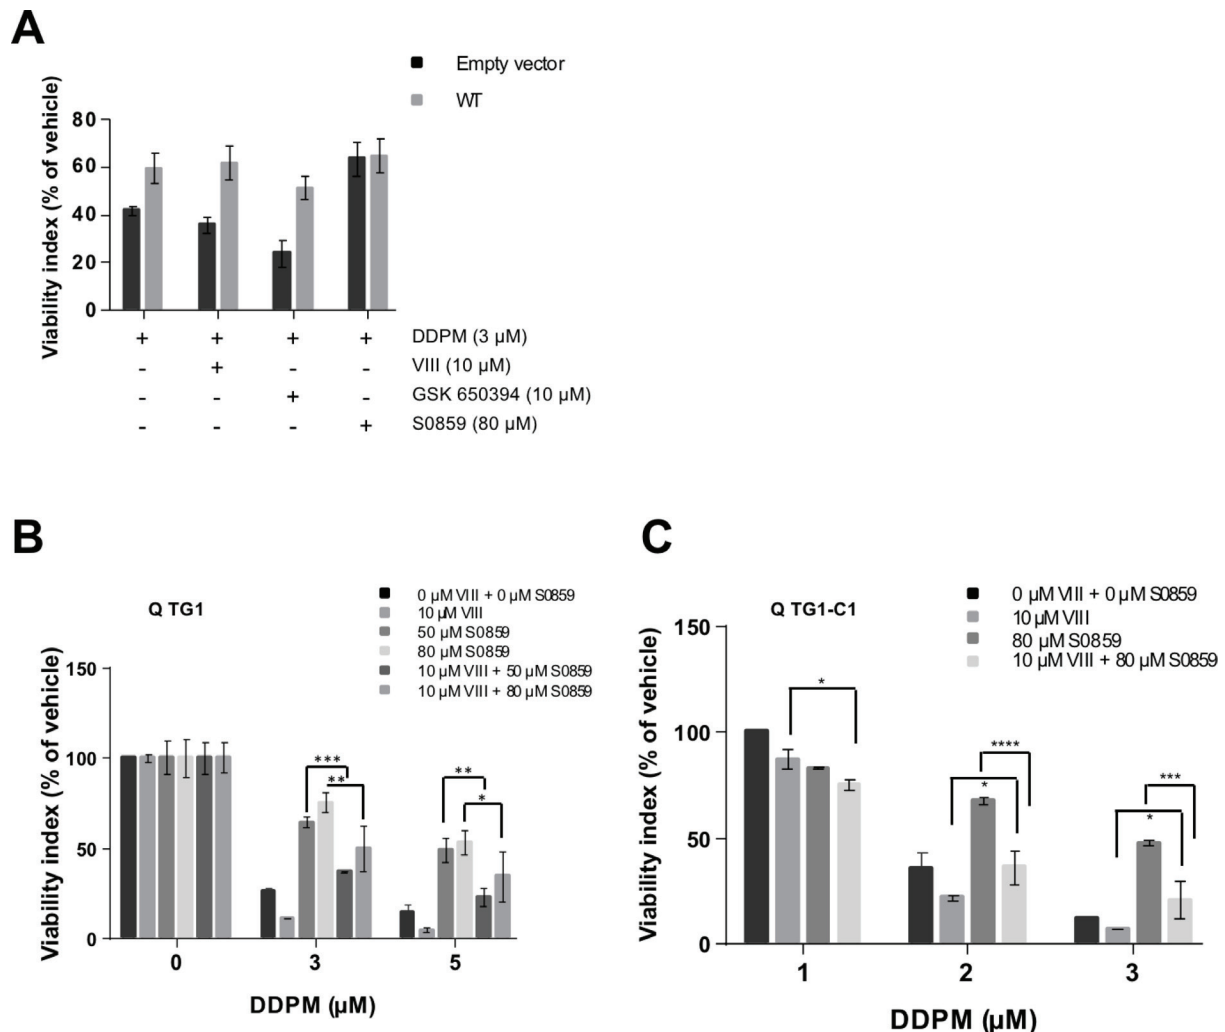 A
Empty vector
WT
Viability index (% of vehicle)
80
60
40
20
0
+ + + + DDPM (3 µM)
- + - - VIII (10 µM)
- - + - GSK 650394 (10 µM)
- - - + S0859 (80 µM)
B
Q TG1
0 µM VIII + 0 µM S0859
10 µM VIII
50 µM S0859
80 µM S0859
10 µM VIII + 50 µM S0859
10 µM VIII + 80 µM S0859
Viability index (% of vehicle)
150
100
50
0
***
**
**
*
0 3 5
DDPM (µM)
C
Q TG1-C1
0 µM VIII + 0 µM S0859
10 µM VIII
80 µM S0859
10 µM VIII + 80 µM S0859
Viability index (% of vehicle)
150
100
50
0
*
****
*
***
*
1 2 3
DDPM (µM)